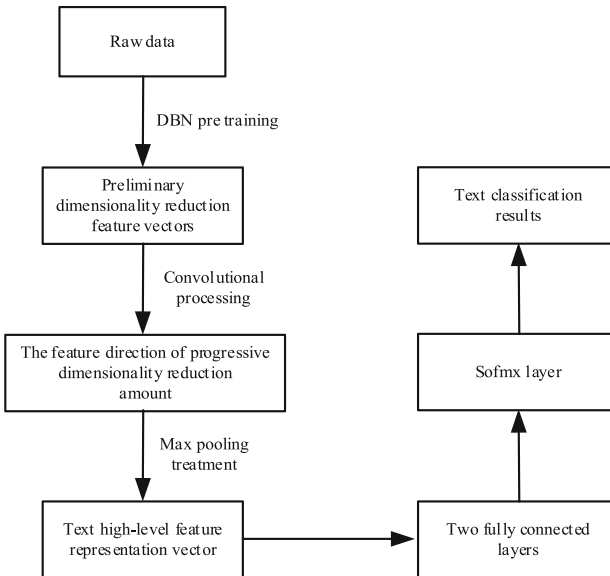 Raw data
DBN pre training
Preliminary
dimensionality reduction
feature vectors
Convolutional
processing
The feature direction of progressive
dimensionality reduction
amount
Max pooling
treatment
Text high-level feature
representation vector
Two fully connected
layers
Sofmx layer
Text classification
results